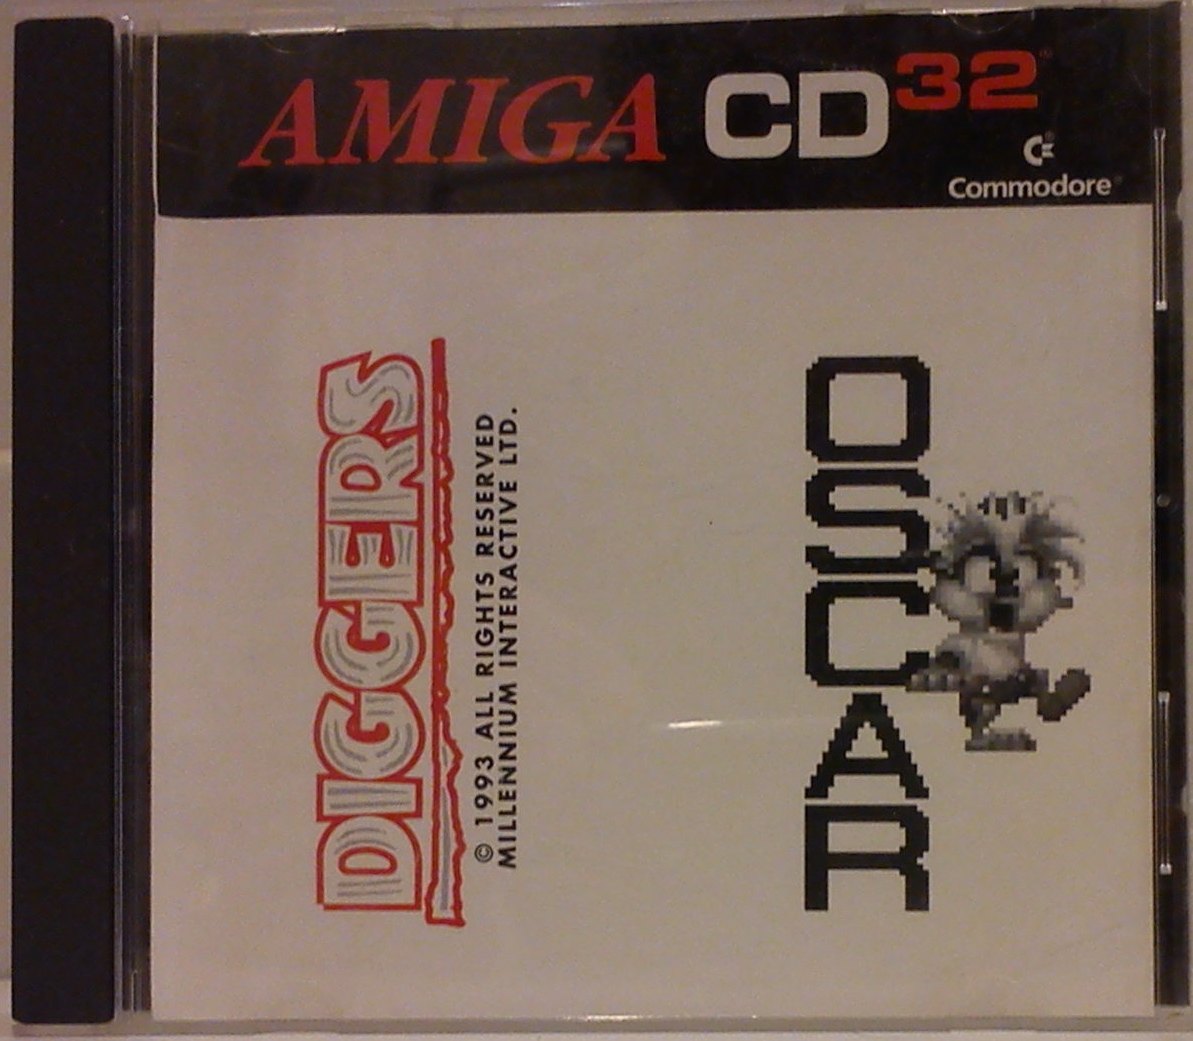 AMIGA CD32
Commodore
DIGGERS
© 1993 ALL RIGHTS RESERVED
MILLENNIUM INTERACTIVE LTD.
OSCAR